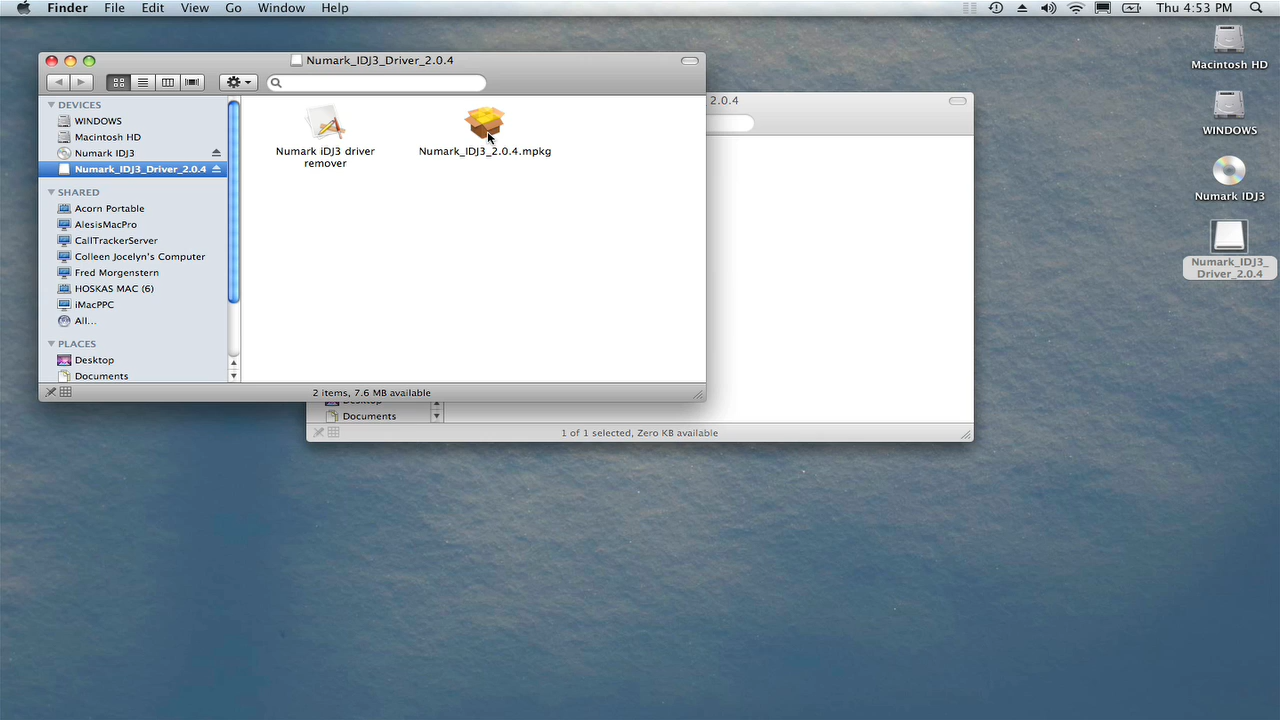 Finder File Edit View Go Window Help Thu 4:53 PM
Numark_IDJ3_Driver_2.0.4
DEVICES
WINDOWS
Macintosh HD
Numark IDJ3
Numark_IDJ3_Driver_2.0.4
SHARED
Acorn Portable
AlesisMacPro
CallTrackerServer
Colleen Jocelyn's Computer
Fred Morgenstern
HOSKAS MAC (6)
iMacPPC
All...
PLACES
Desktop
Documents
Numark iDJ3 driver
remover
Numark_IDJ3_2.0.4.mpkg
2 items, 7.6 MB available
2.0.4
Desktop
Documents
1 of 1 selected, Zero KB available
Macintosh HD
WINDOWS
Numark IDJ3
Numark_IDJ3_
Driver_2.0.4